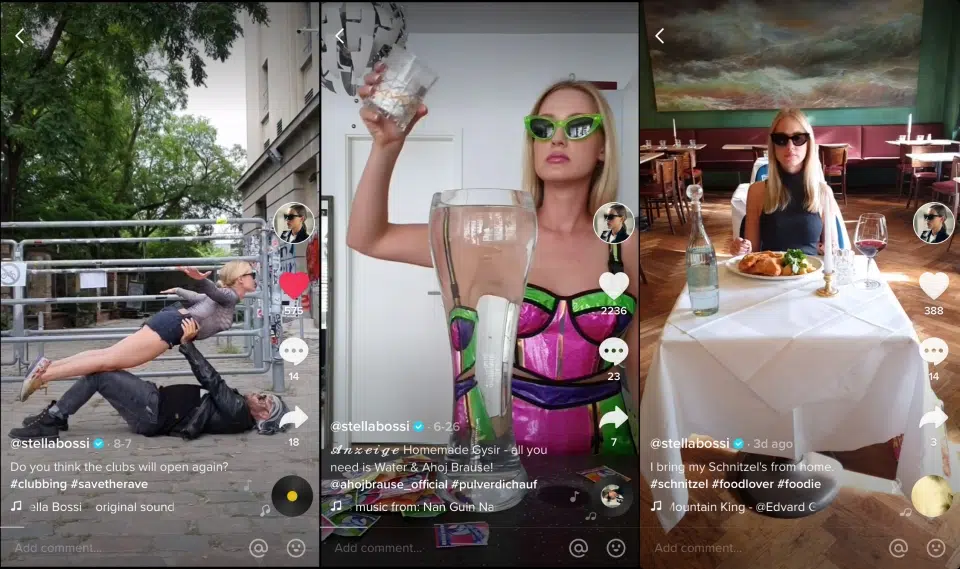 575
14
18
@stellabossi · 8-7
Do you think the clubs will open again?
#clubbing #savetherave
ella Bossi original sound
Add comment...
2236
23
7
@stellabossi · 6-26
𝒜𝓃𝓏𝑒𝒾𝑔𝑒 Homemade Gysir - all you
need is Water & Ahoj Brause!
@ahojbrause_official #pulverdichauf
music from: Nan Guin Na
Add comment...
388
14
3
@stellabossi · 3d ago
I bring my Schnitzel's from home.
#schnitzel #foodlover #foodie
Mountain King - @Edvard G
Add comment...